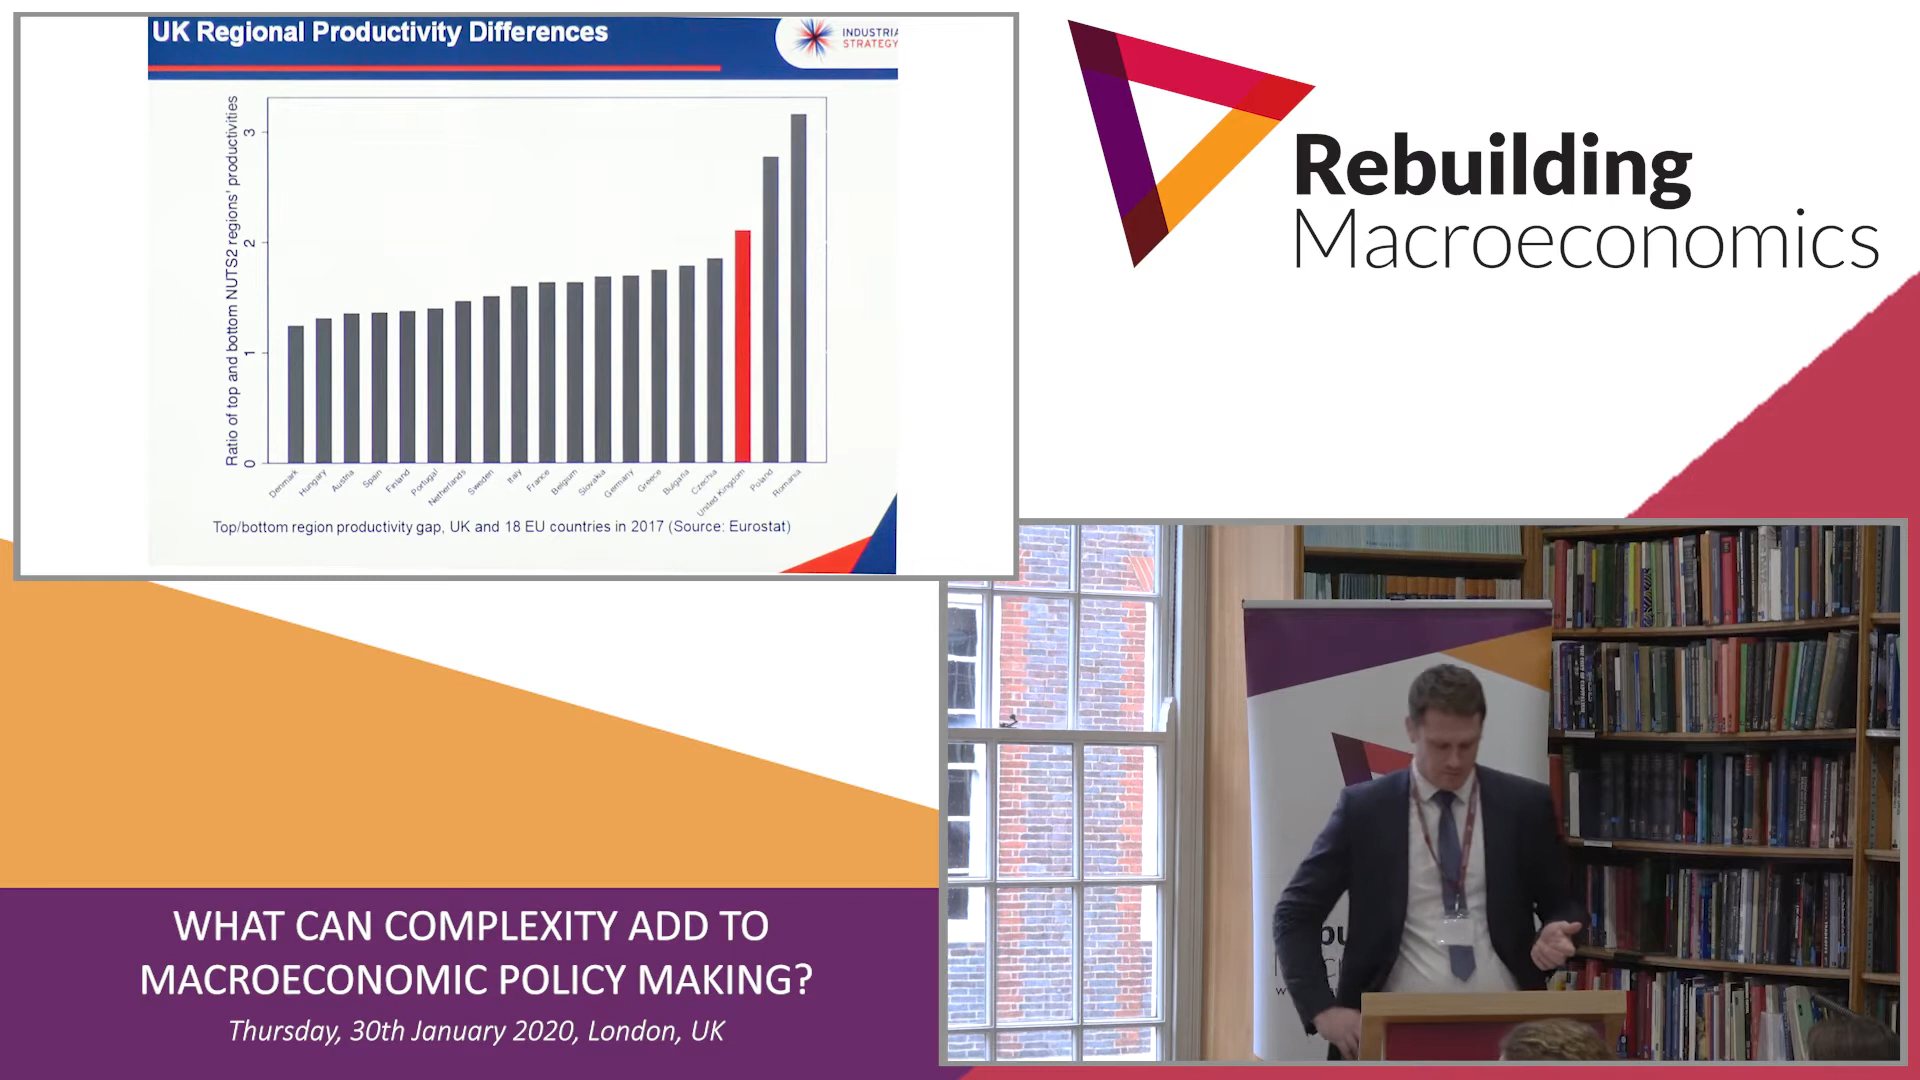 UK Regional Productivity Differences
INDUSTRIA
STRATEGY
Ratio of top and bottom NUTS2 regions' productivities
3
2
1
0
Denmark
Hungary
Austria
Spain
Finland
Portugal
Netherlands
Sweden
Italy
France
Belgium
Slovakia
Germany
Greece
Bulgaria
Czechia
United Kingdom
Poland
Romania
Top/bottom region productivity gap, UK and 18 EU countries in 2017 (Source: Eurostat)
Rebuilding
Macroeconomics
WHAT CAN COMPLEXITY ADD TO
MACROECONOMIC POLICY MAKING?
Thursday, 30th January 2020, London, UK